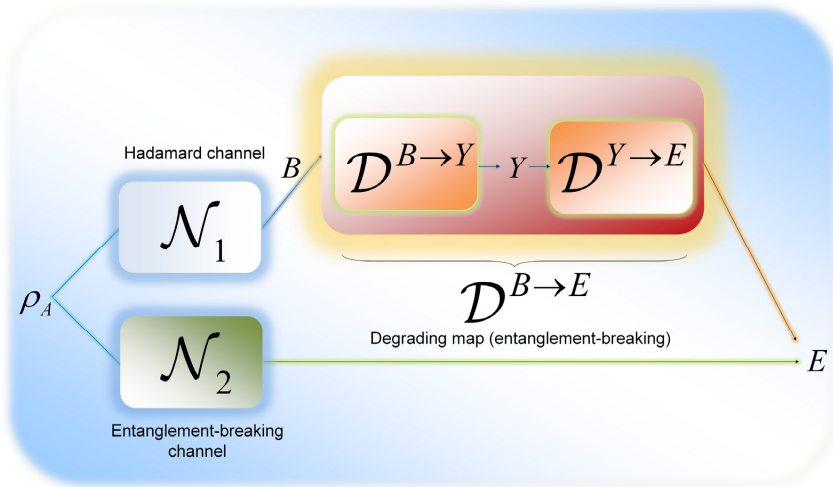 Hadamard channel
B
𝒟^{B→Y}
Y
𝒟^{Y→E}
𝒩_1
𝒟^{B→E}
Degrading map (entanglement-breaking)
ρ_A
𝒩_2
E
Entanglement-breaking
channel